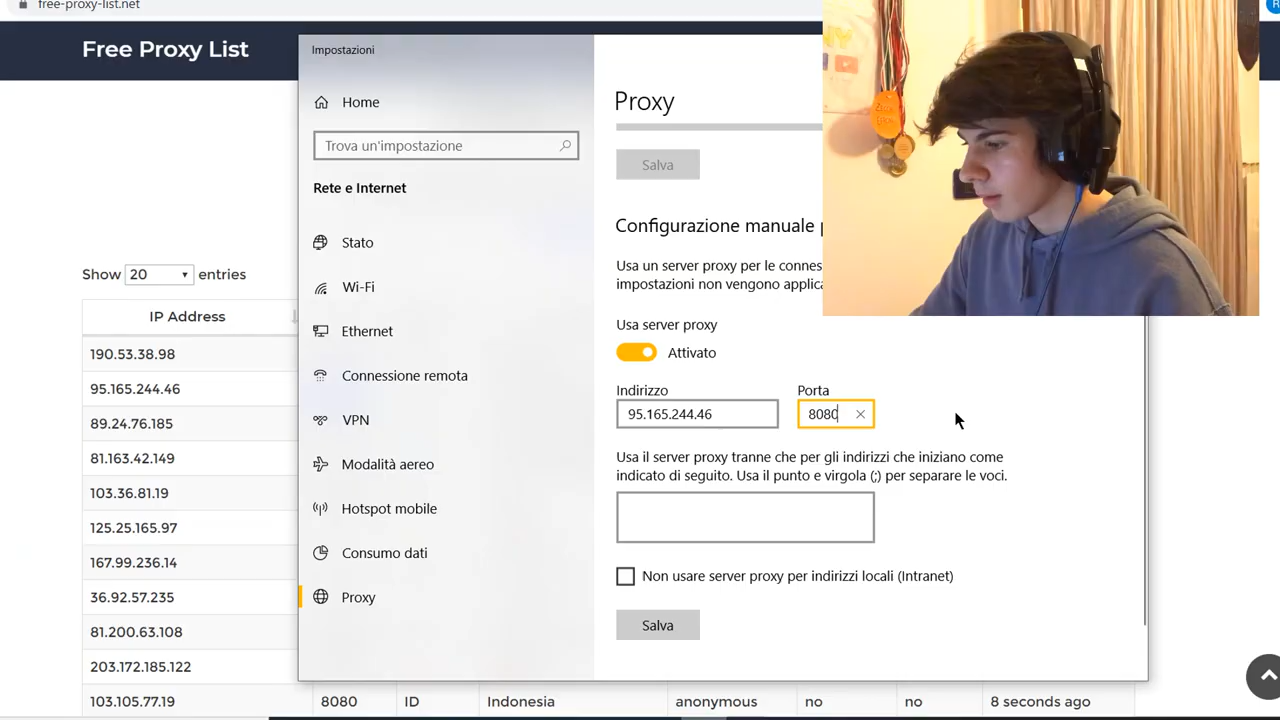 free-proxy-list.net
Free Proxy List
Show 20 entries
IP Address
190.53.38.98
95.165.244.46
89.24.76.185
81.163.42.149
103.36.81.19
125.25.165.97
167.99.236.14
36.92.57.235
81.200.63.108
203.172.185.122
103.105.77.19 8080 ID Indonesia anonymous no no 8 seconds ago
Impostazioni
Home
Trova un'impostazione
Rete e Internet
Stato
Wi-Fi
Ethernet
Connessione remota
VPN
Modalità aereo
Hotspot mobile
Consumo dati
Proxy
Proxy
Salva
Configurazione manuale
Usa un server proxy per le
impostazioni non vengono
Usa server proxy
Attivato
Indirizzo Porta
95.165.244.46 8080
Usa il server proxy tranne che per gli indirizzi che iniziano come
indicato di seguito. Usa il punto e virgola (;) per separare le voci.
Non usare server proxy per indirizzi locali (Intranet)
Salva